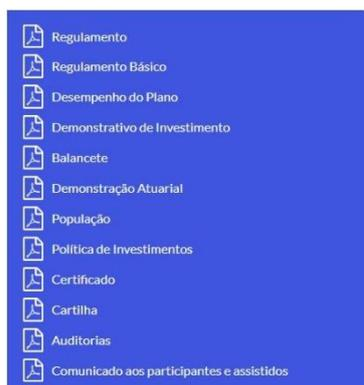 Regulamento
Regulamento Básico
Desempenho do Plano
Demonstrativo de Investimento
Balancete
Demonstração Atuarial
População
Política de Investimentos
Certificado
Cartilha
Auditorias
Comunicado aos participantes e assistidos